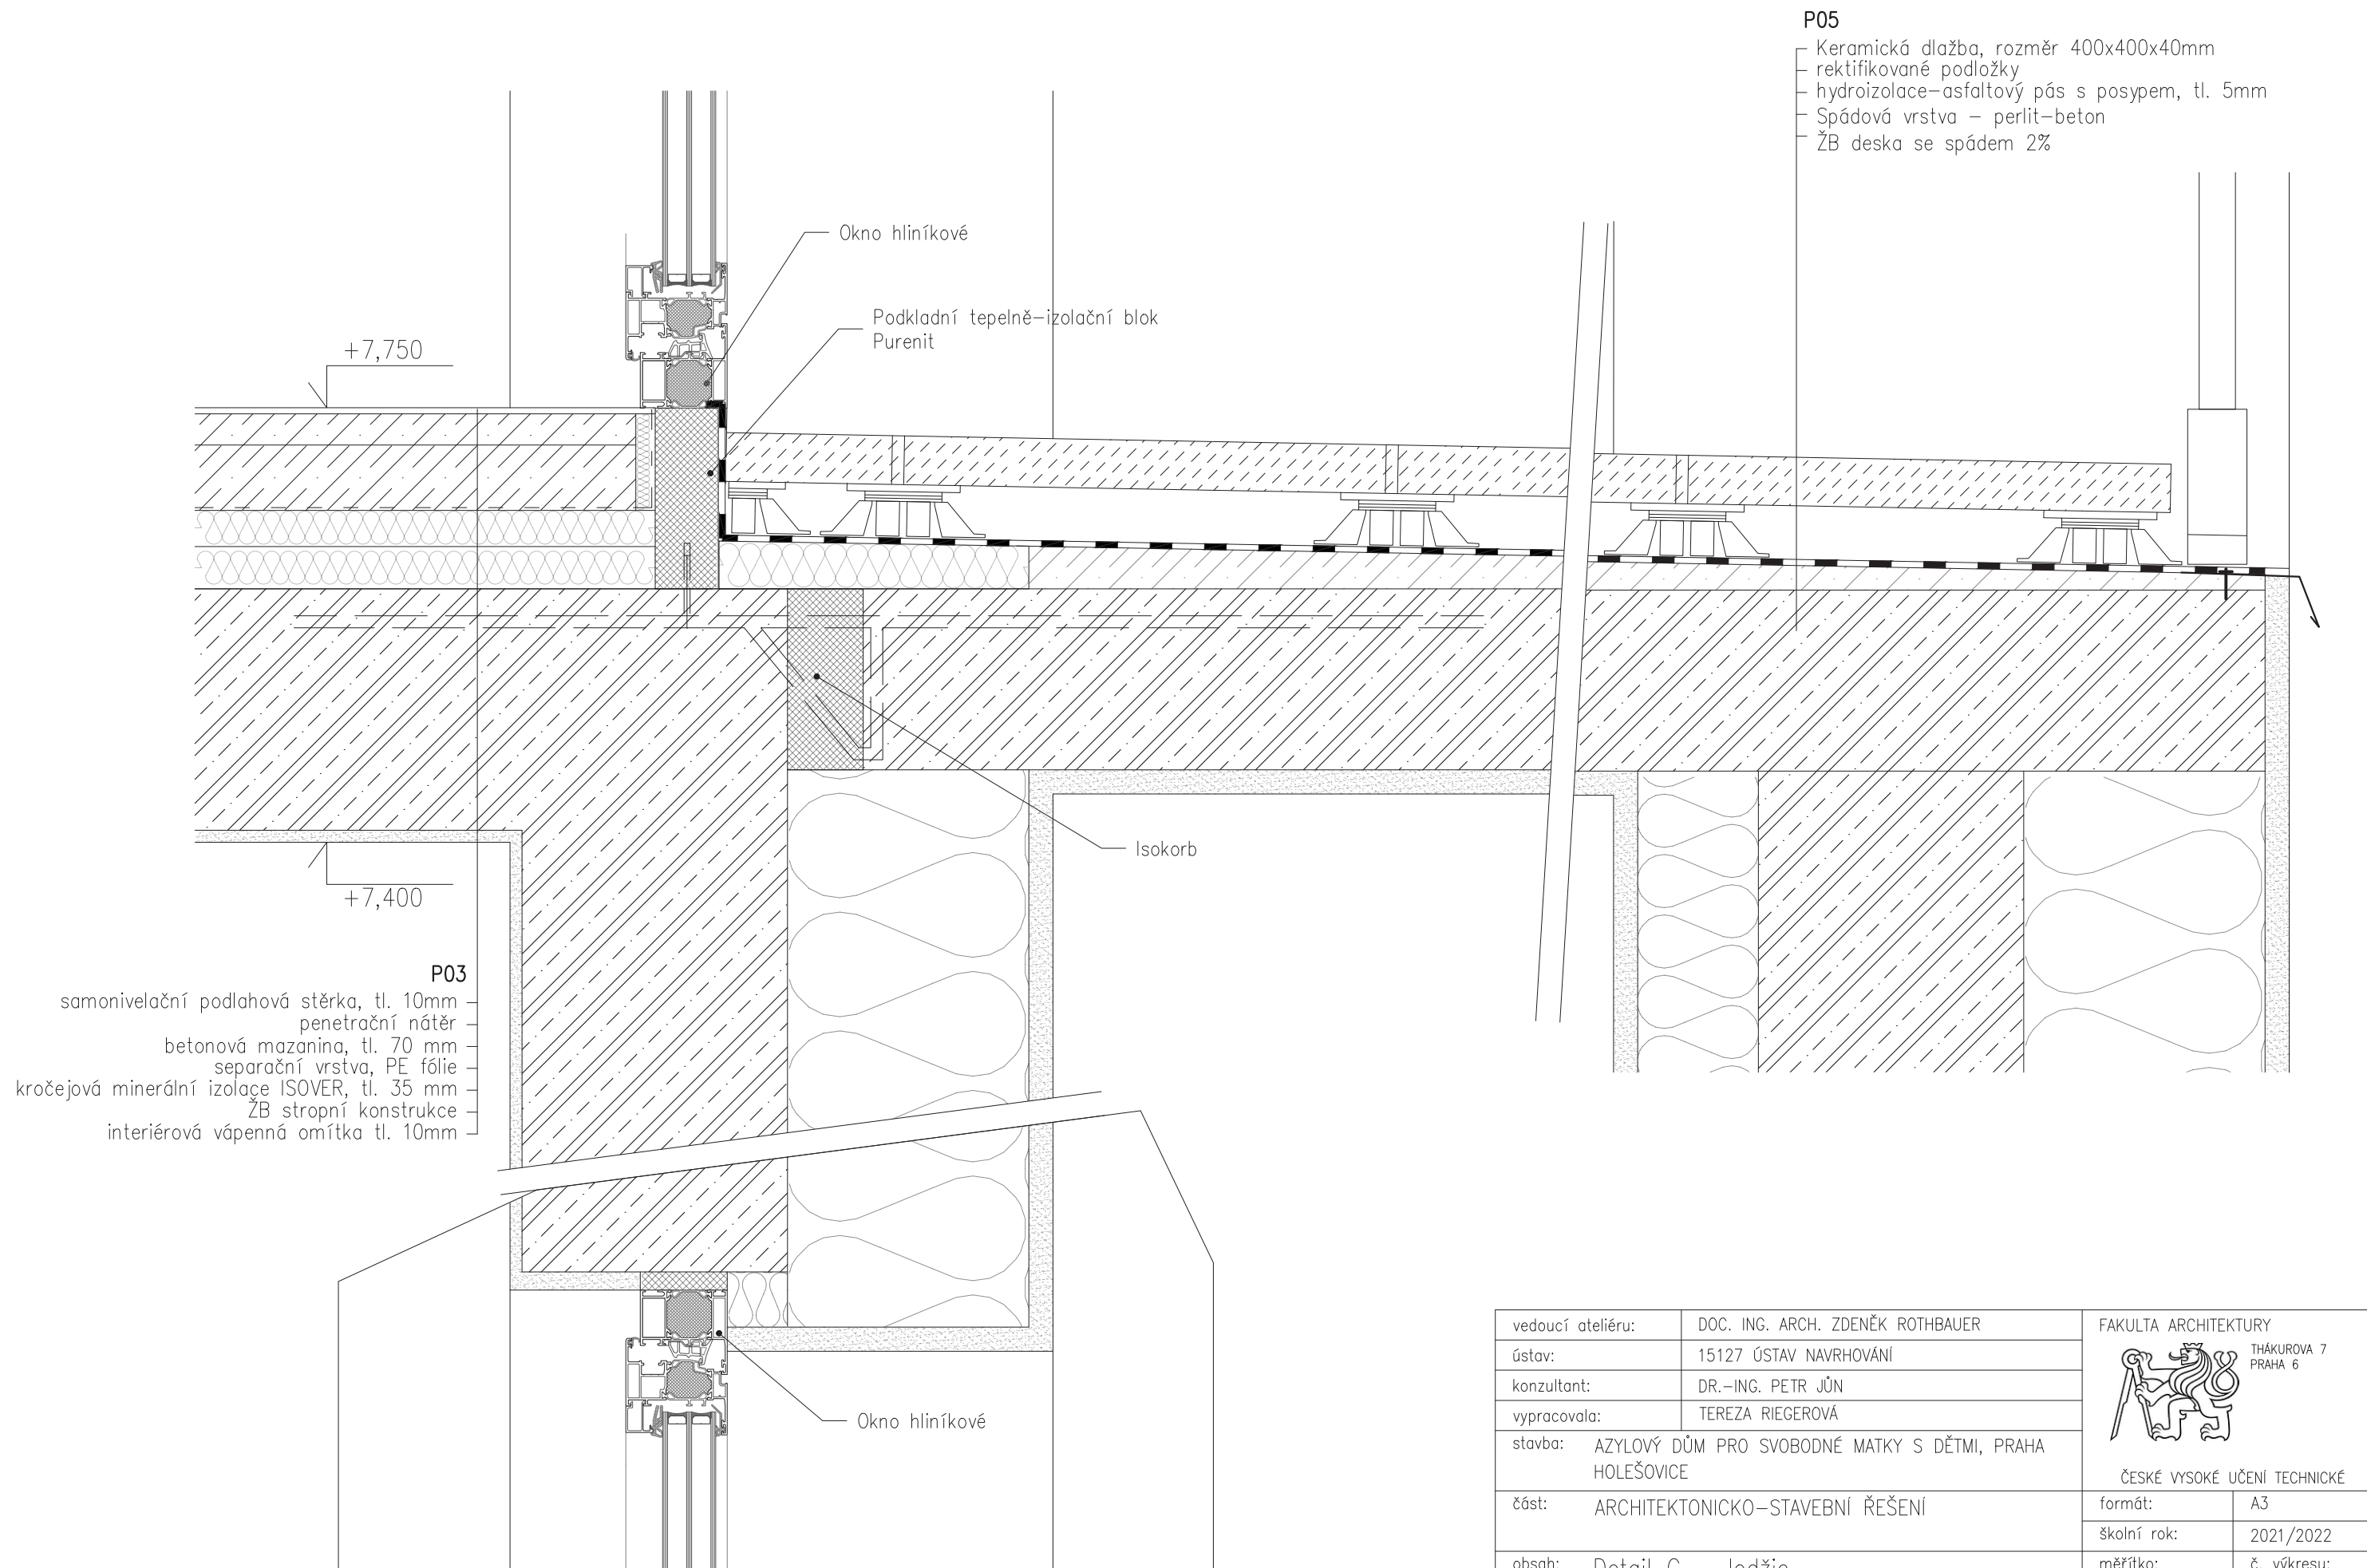 P05
Keramická dlažba, rozměr 400x400x40mm
rektifikované podložky
hydroizolace-asfaltový pás s posypem, tl. 5mm
Spádová vrstva – perlit-beton
ŽB deska se spádem 2%
Okno hliníkové
Podkladní tepelně-izolační blok
Purenit
+7,750
Isokorb
+7,400
P03
samonivelační podlahová stěrka, tl. 10mm
penetrační nátěr
betonová mazanina, tl. 70 mm
separační vrstva, PE fólie
kročejová minerální izolace ISOVER, tl. 35 mm
ŽB stropní konstrukce
interiérová vápenná omítka tl. 10mm
Okno hliníkové
vedoucí ateliéru: DOC. ING. ARCH. ZDENĚK ROTHBAUER
ústav: 15127 ÚSTAV NAVRHOVÁNÍ
konzultant: DR.-ING. PETR JŮN
vypracovala: TEREZA RIEGEROVÁ
stavba: AZYLOVÝ DŮM PRO SVOBODNÉ MATKY S DĚTMI, PRAHA
HOLEŠOVICE
část: ARCHITEKTONICKO-STAVEBNÍ ŘEŠENÍ
FAKULTA ARCHITEKTURY
THÁKUROVA 7
PRAHA 6
ČESKÉ VYSOKÉ UČENÍ TECHNICKÉ
formát: A3
školní rok: 2021/2022
měřítko: č. výkresu:
obsah: Detail